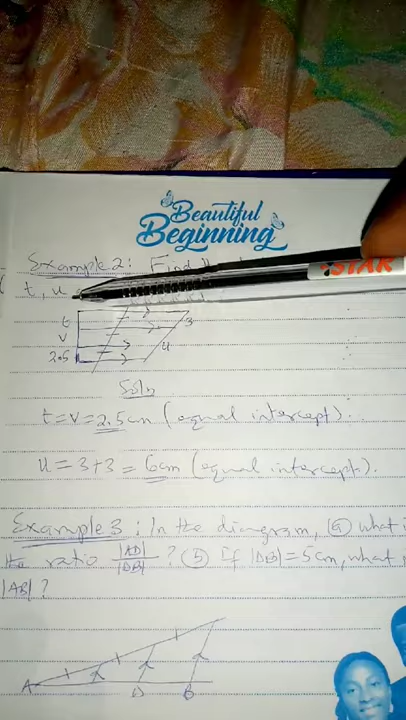 Beautiful
Beginning
Example 2: Find
t, u
STAR
t
3
v
u
2.5
Soln
t=v=2.5cm (equal intercept).
u = 3+3 = 6cm (equal intercept).
Example 3: In the diagram, (a) what i
the ratio |AD|/|DB| ? (b) If |DB|=5cm, what
|AB| ?
A D B